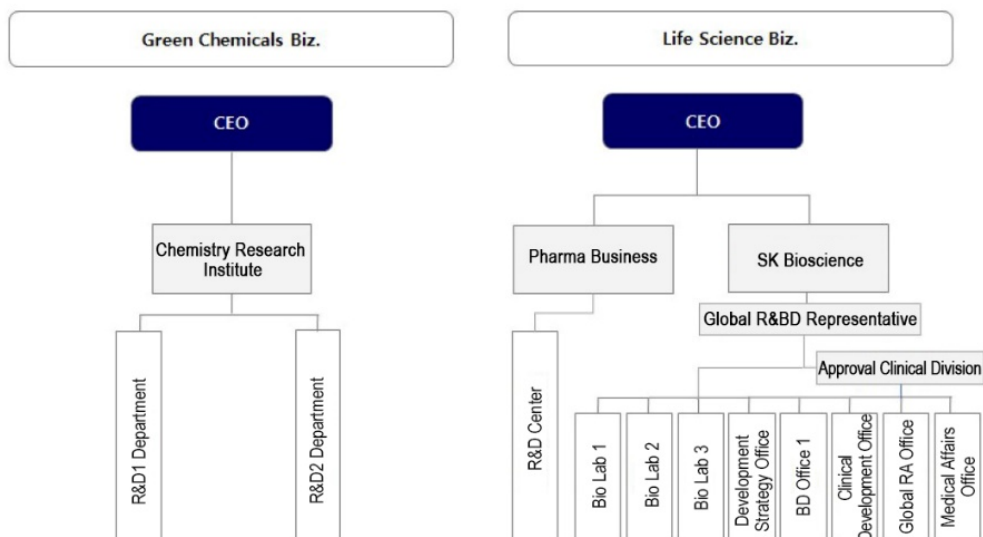 Green Chemicals Biz.
CEO
Chemistry Research
Institute
R&D1 Department
R&D2 Department
Life Science Biz.
CEO
Pharma Business
SK Bioscience
R&D Center
Global R&BD Representative
Approval Clinical Division
Bio Lab 1
Bio Lab 2
Bio Lab 3
Development
Strategy Office
BD Office 1
Clinical
Development Office
Global RA Office
Medical Affairs
Office